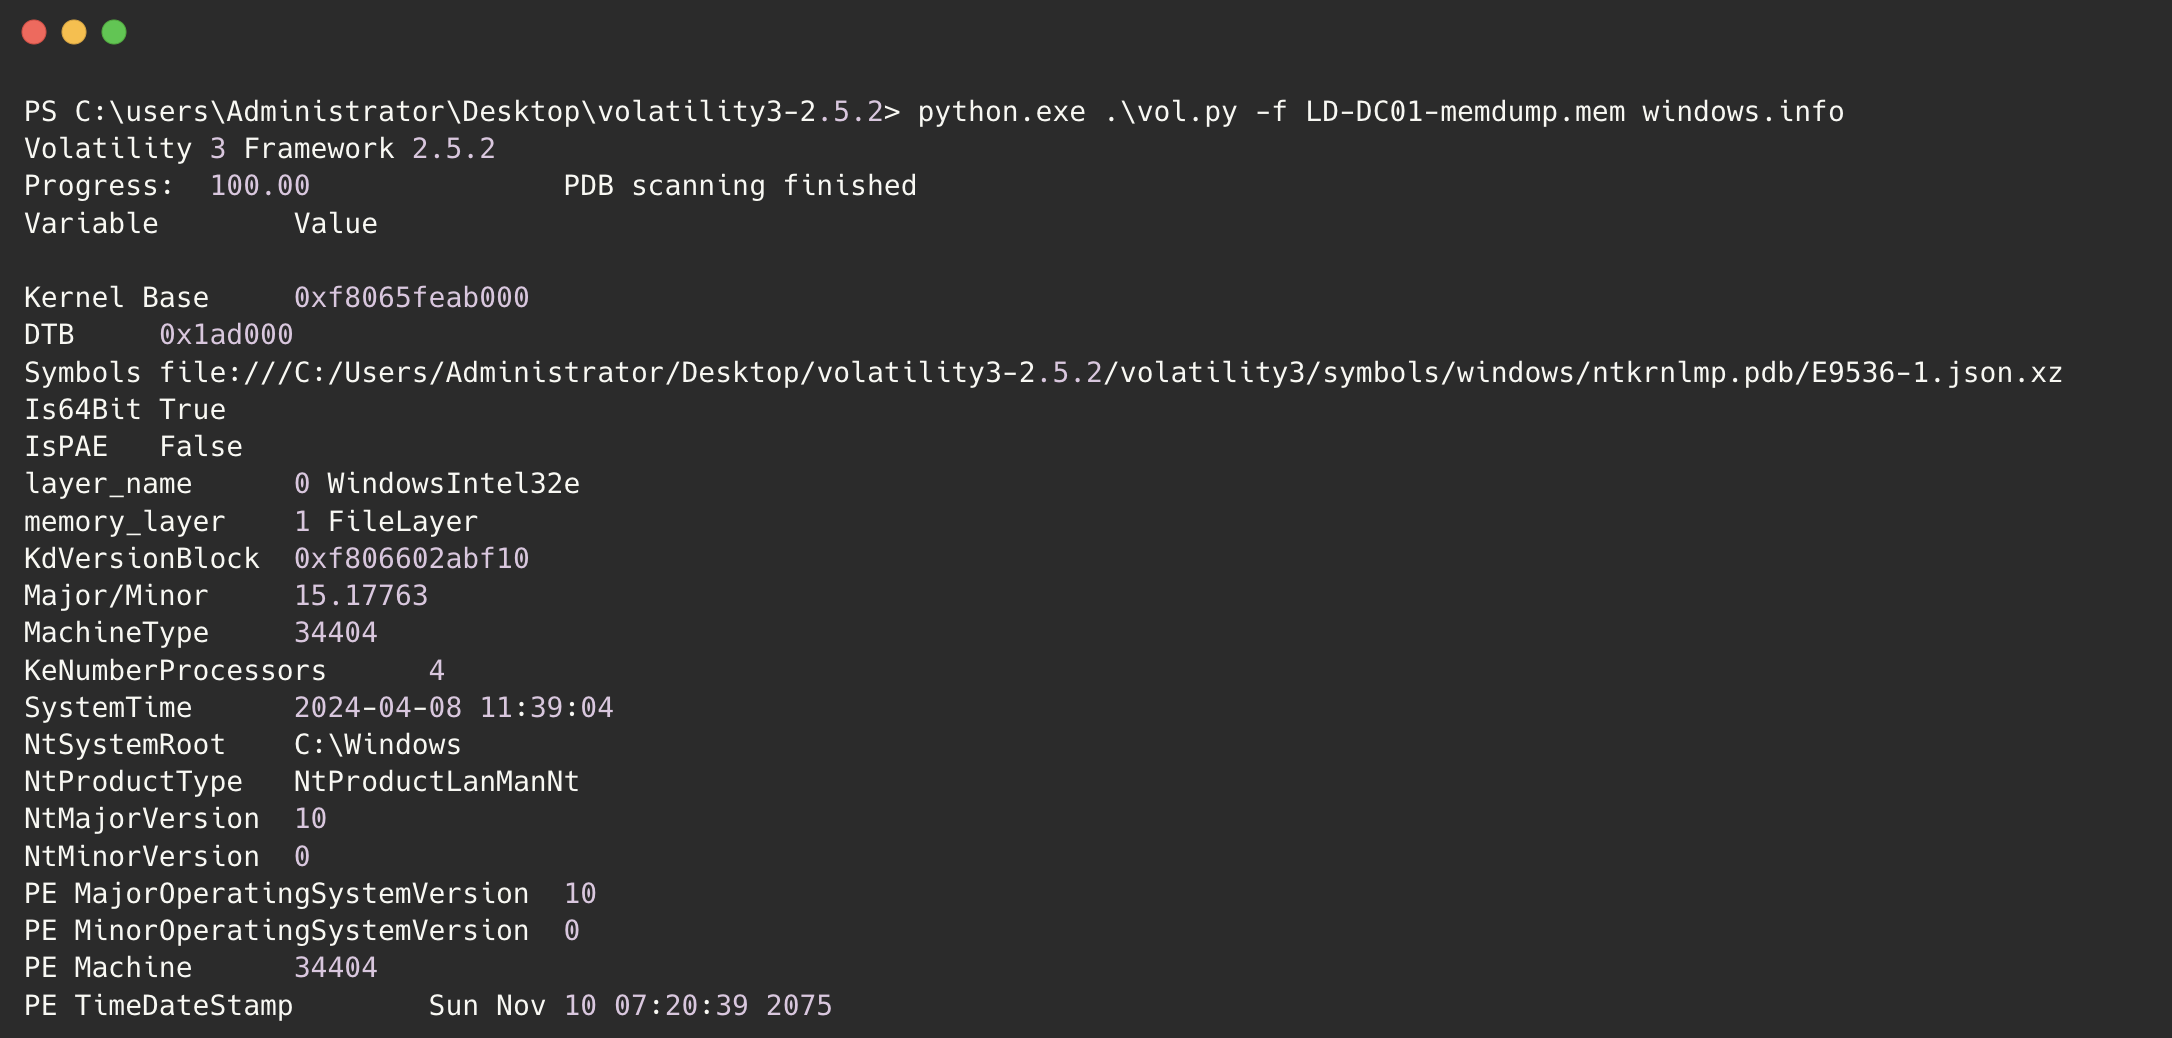 PS C:\users\Administrator\Desktop\volatility3-2.5.2> python.exe .\vol.py -f LD-DC01-memdump.mem windows.info
Volatility 3 Framework 2.5.2
Progress:  100.00               PDB scanning finished
Variable        Value

Kernel Base     0xf8065feab000
DTB     0x1ad000
Symbols file:///C:/Users/Administrator/Desktop/volatility3-2.5.2/volatility3/symbols/windows/ntkrnlmp.pdb/E9536-1.json.xz
Is64Bit True
IsPAE   False
layer_name      0 WindowsIntel32e
memory_layer    1 FileLayer
KdVersionBlock  0xf806602abf10
Major/Minor     15.17763
MachineType     34404
KeNumberProcessors      4
SystemTime      2024-04-08 11:39:04
NtSystemRoot    C:\Windows
NtProductType   NtProductLanManNt
NtMajorVersion  10
NtMinorVersion  0
PE MajorOperatingSystemVersion  10
PE MinorOperatingSystemVersion  0
PE Machine      34404
PE TimeDateStamp        Sun Nov 10 07:20:39 2075